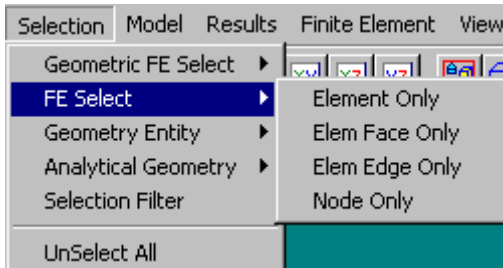 Selection Model Results Finite Element View
Geometric FE Select
FE Select
Element Only
Geometry Entity
Elem Face Only
Analytical Geometry
Elem Edge Only
Selection Filter
Node Only
UnSelect All